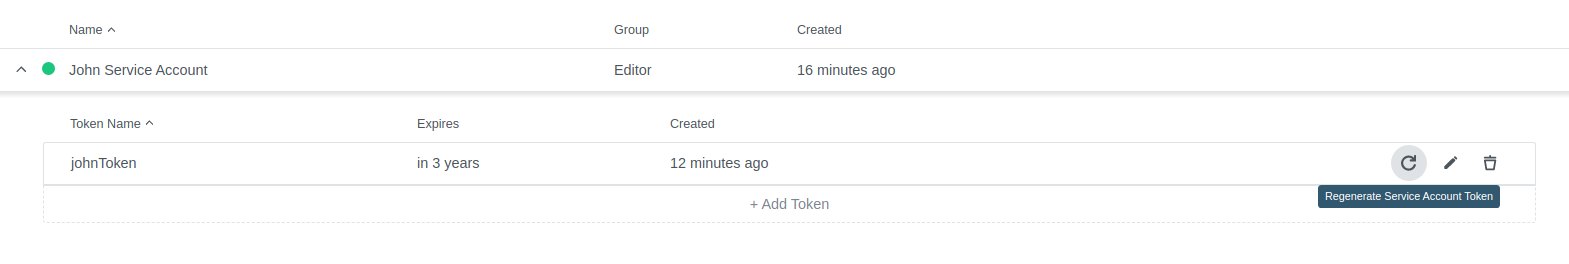 Name Group Created
John Service Account Editor 16 minutes ago
Token Name Expires Created
johnToken in 3 years 12 minutes ago
Regenerate Service Account Token
+ Add Token